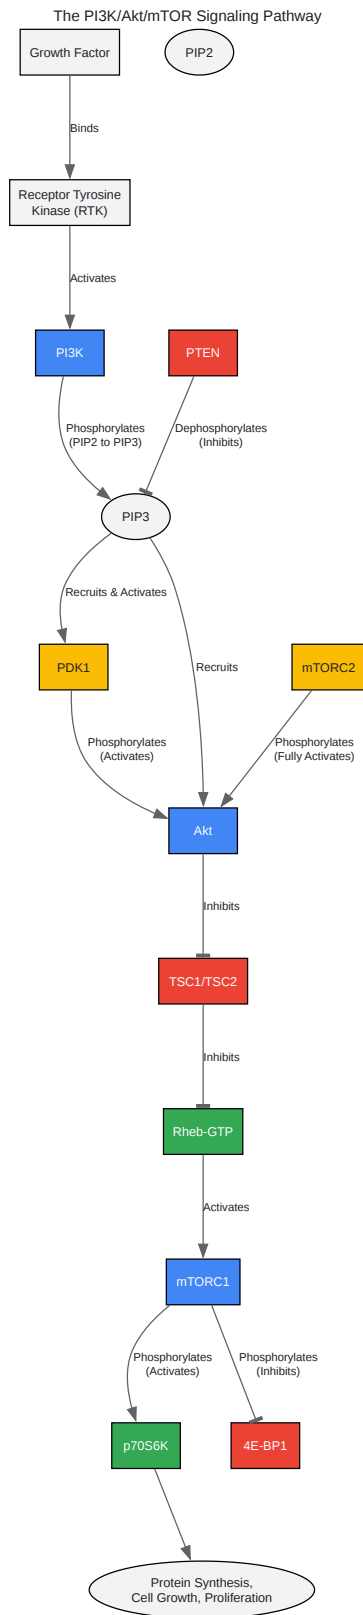 The PI3K/Akt/mTOR Signaling Pathway
Growth Factor
PIP2
Binds
Receptor Tyrosine
Kinase (RTK)
Activates
PI3K
PTEN
Phosphorylates
(PIP2 to PIP3)
Dephosphorylates
(Inhibits)
PIP3
Recruits & Activates
Recruits
PDK1
mTORC2
Phosphorylates
(Activates)
Phosphorylates
(Fully Activates)
Akt
Inhibits
TSC1/TSC2
Inhibits
Rheb-GTP
Activates
mTORC1
Phosphorylates
(Activates)
Phosphorylates
(Inhibits)
p70S6K
4E-BP1
Protein Synthesis,
Cell Growth, Proliferation